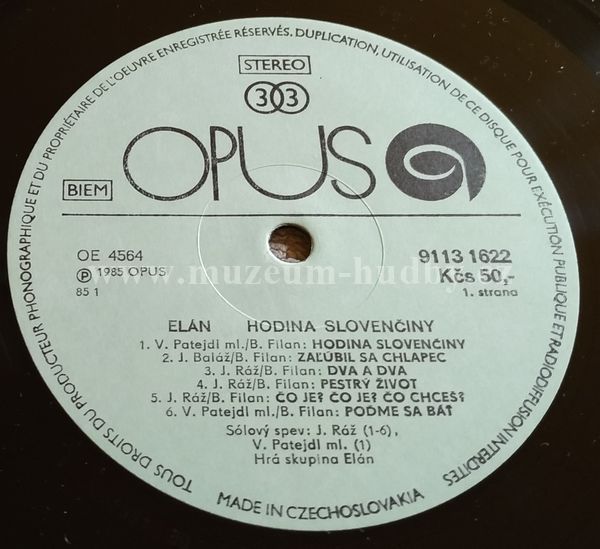 TOUS DROITS DU PRODUCTEUR PHONOGRAPHIQUE ET DU PROPRIÉTAIRE DE L'OEUVRE ENREGISTRÉE RÉSERVÉS. DUPLICATION, UTILISATION DE CE DISQUE POUR EXÉCUTION PUBLIQUE ET RADIODIFFUSION INTERDITES
STEREO
33
OPUS
BIEM
OE 4564
Ⓟ 1985 OPUS
85 1
9113 1622
Kčs 50,-
1. strana
www.muzeum-hudby.cz
ELÁN HODINA SLOVENČINY
1. V. Patejdl ml./B. Filan: HODINA SLOVENČINY
2. J. Baláž/B. Filan: ZAĽÚBIL SA CHLAPEC
3. J. Ráž/B. Filan: DVA A DVA
4. J. Ráž/B. Filan: PESTRÝ ŽIVOT
5. J. Ráž/B. Filan: ČO JE? ČO JE? ČO CHCEŠ?
6. V. Patejdl ml./B. Filan: POĎME SA BÁŤ
Sólový spev: J. Ráž (1-6),
V. Patejdl ml. (1)
Hrá skupina Elán
MADE IN CZECHOSLOVAKIA